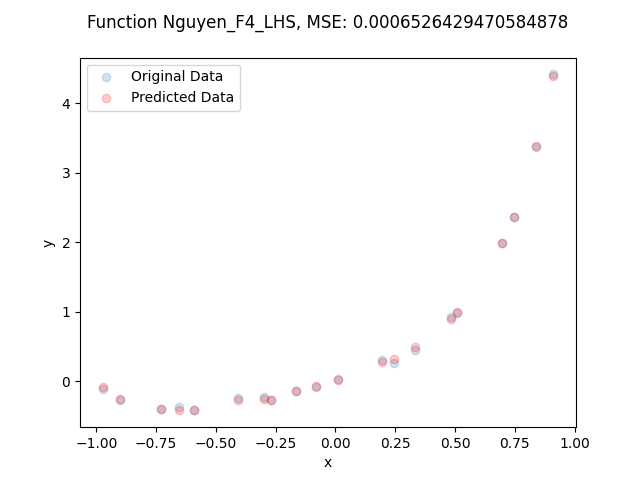 Function Nguyen_F4_LHS, MSE: 0.0006526429470584878
Original Data
Predicted Data
y
4
3
2
1
0
−1.00 −0.75 −0.50 −0.25 0.00 0.25 0.50 0.75 1.00
x